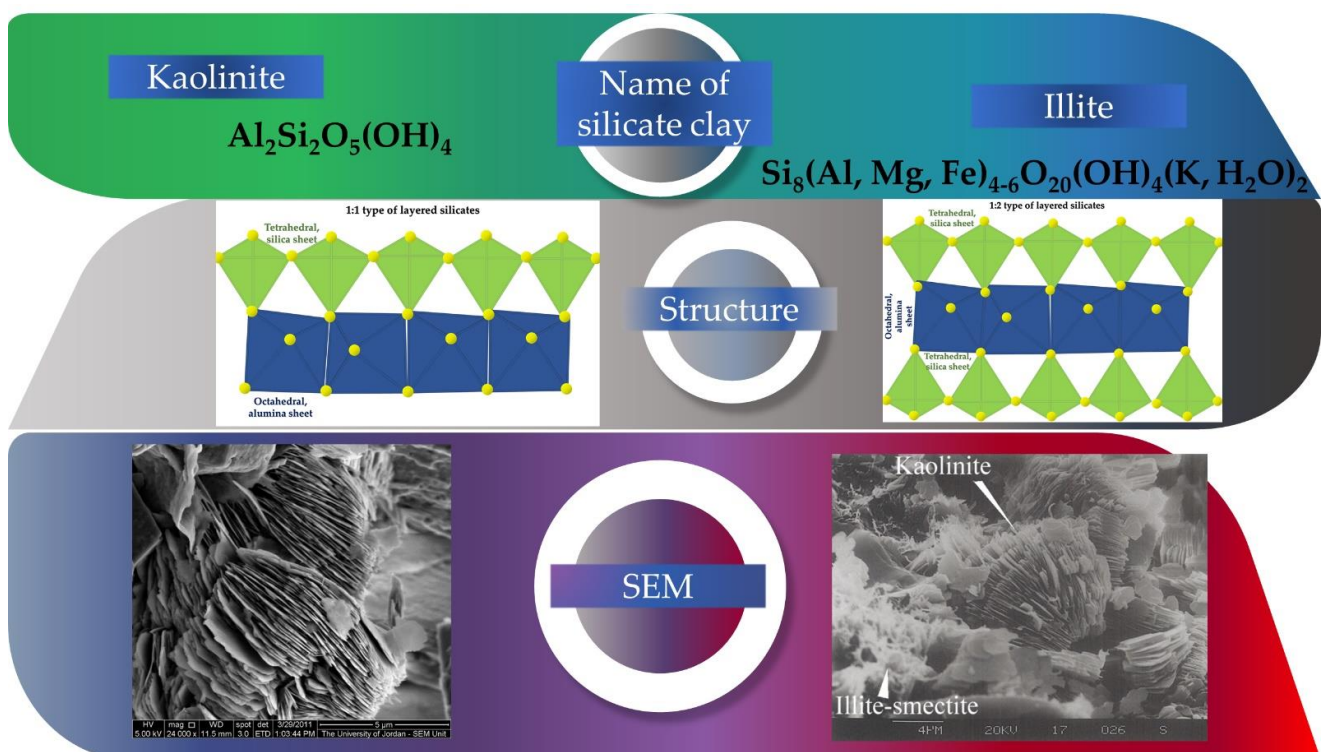 Kaolinite
Al₂Si₂O₅(OH)₄
Name of
silicate clay
Illite
Si₈(Al, Mg, Fe)₄₋₆O₂₀(OH)₄(K, H₂O)₂
1:1 type of layered silicates
Tetrahedral,
silica sheet
Octahedral,
alumina sheet
Structure
1:2 type of layered silicates
Tetrahedral,
silica sheet
Octahedral,
alumina
sheet
Tetrahedral,
silica sheet
HV mag □ WD spot det 3/29/2011 5 µm
5.00 kV 24 000 x 11.5 mm 3.0 ETD 1:03:44 PM The University of Jordan - SEM Unit
SEM
Kaolinite
Illite-smectite
4µM 20KV 17 026 S